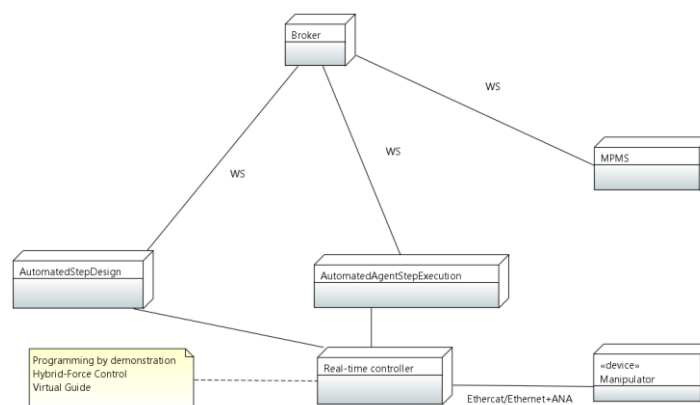 Broker
WS
MPMS
WS
WS
AutomatedStepDesign
AutomatedAgentStepExecution
Programming by demonstration
Hybrid-Force Control
Virtual Guide
Real-time controller
«device»
Manipulator
Ethercat/Ethernet+ANA